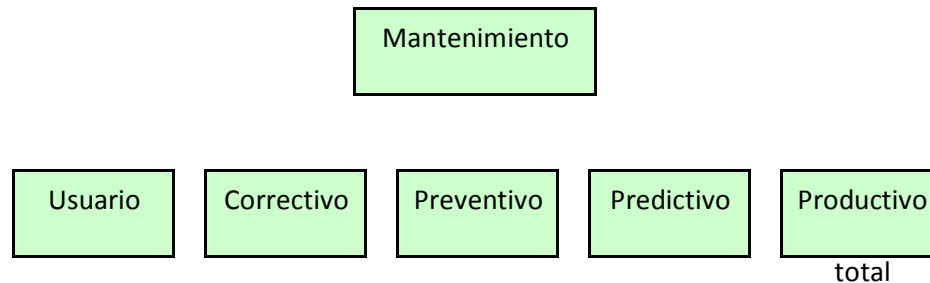 Mantenimiento
Usuario Correctivo Preventivo Predictivo Productivo
total